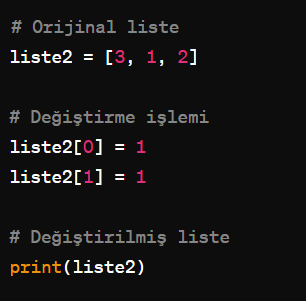 # Orijinal liste
liste2 = [3, 1, 2]
# Değiştirme işlemi
liste2[0] = 1
liste2[1] = 1
# Değiştirilmiş liste
print(liste2)